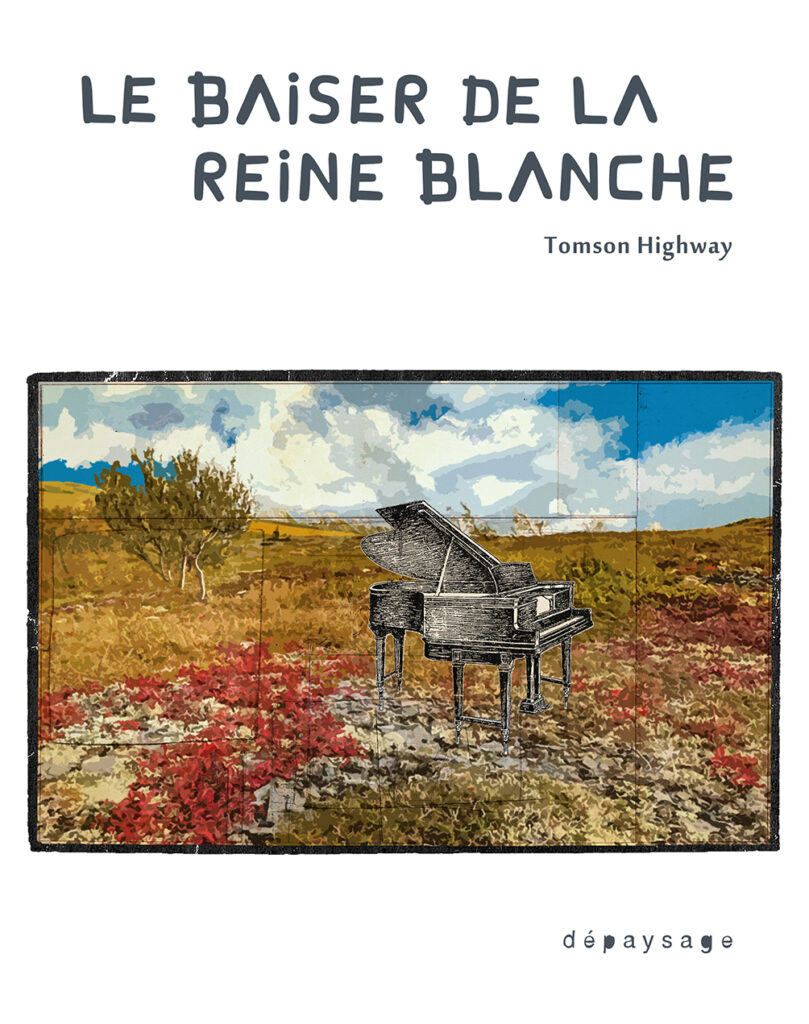 LE BAiSER DE LA
REiNE BLANCHE
Tomson Highway
dépaysage